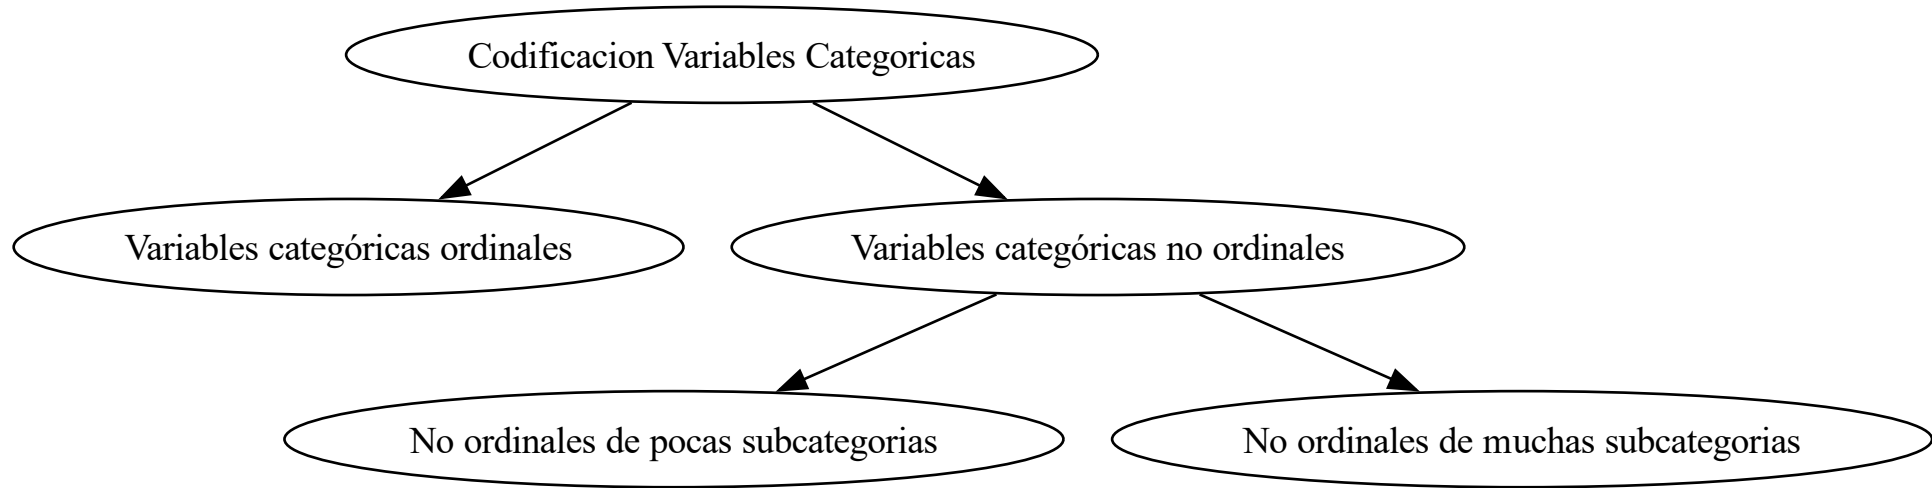 Codificacion Variables Categoricas
Variables categóricas ordinales
Variables categóricas no ordinales
No ordinales de pocas subcategorias
No ordinales de muchas subcategorias